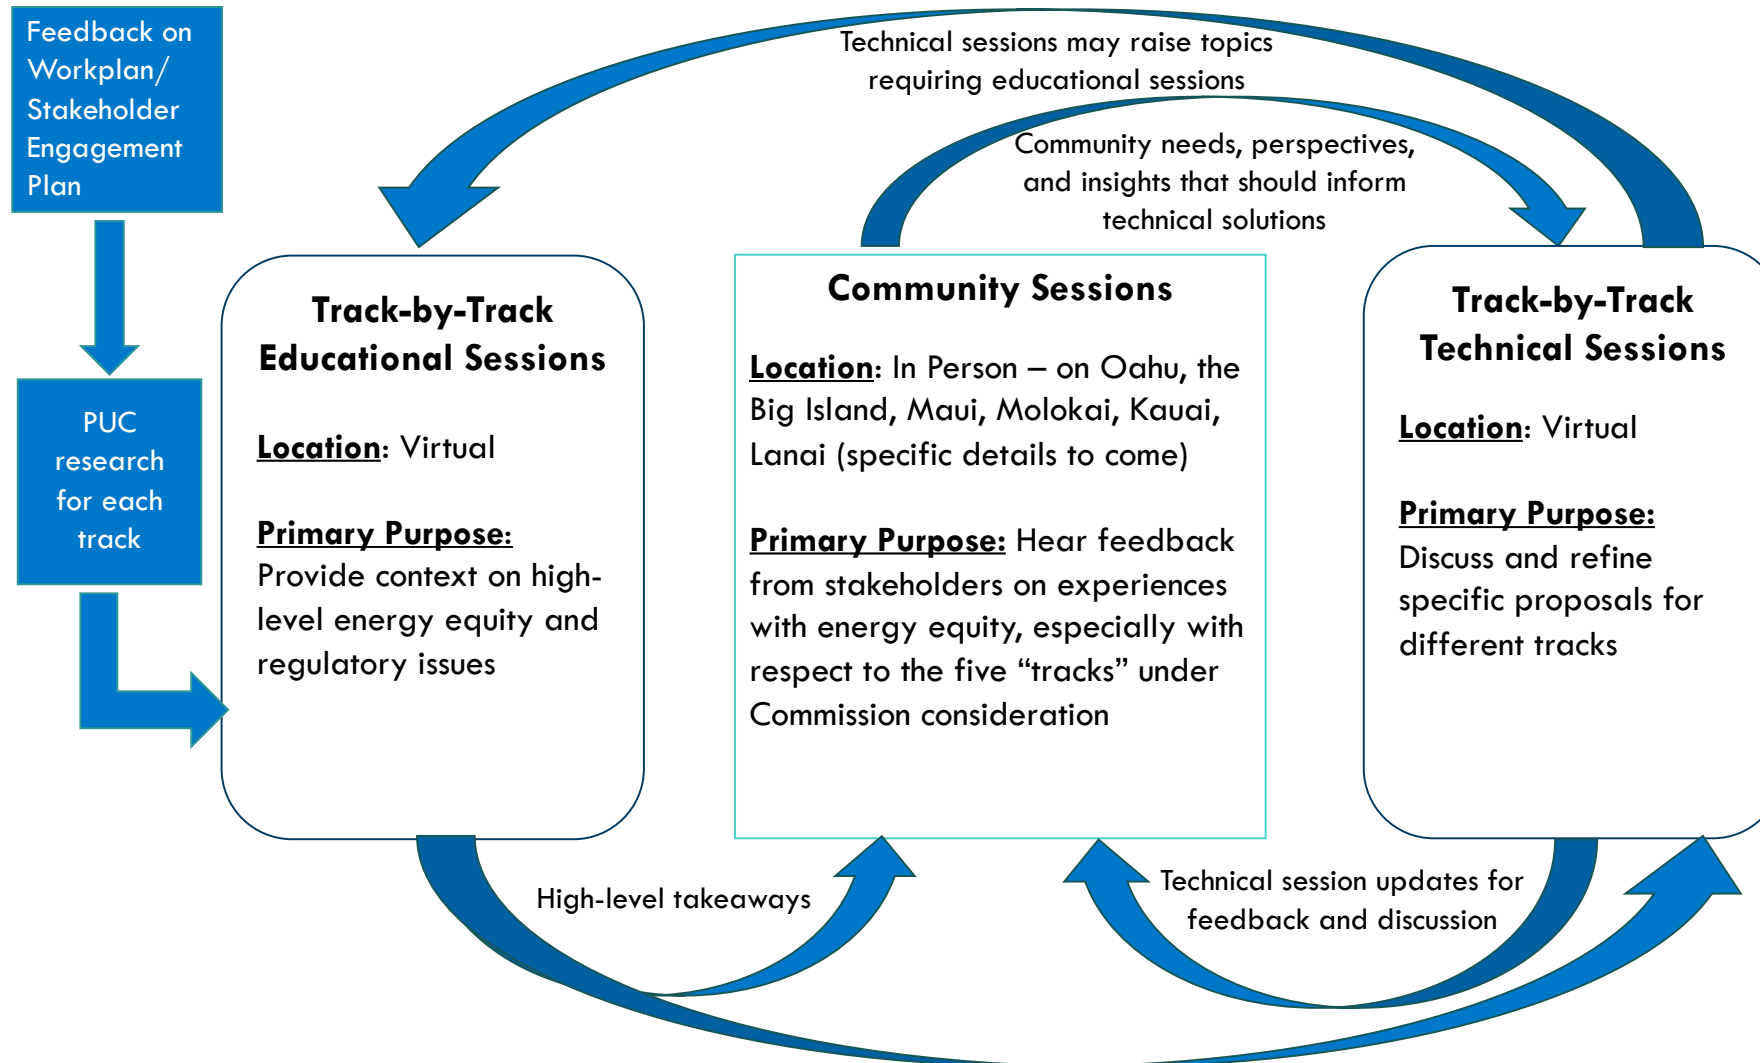 Feedback on
Workplan/
Stakeholder
Engagement
Plan
PUC
research
for each
track
Technical sessions may raise topics
requiring educational sessions
Community needs, perspectives,
and insights that should inform
technical solutions
Track-by-Track
Educational Sessions
Location: Virtual
Primary Purpose:
Provide context on high-
level energy equity and
regulatory issues
Community Sessions
Location: In Person – on Oahu, the
Big Island, Maui, Molokai, Kauai,
Lanai (specific details to come)
Primary Purpose: Hear feedback
from stakeholders on experiences
with energy equity, especially with
respect to the five “tracks” under
Commission consideration
Track-by-Track
Technical Sessions
Location: Virtual
Primary Purpose:
Discuss and refine
specific proposals for
different tracks
High-level takeaways
Technical session updates for
feedback and discussion